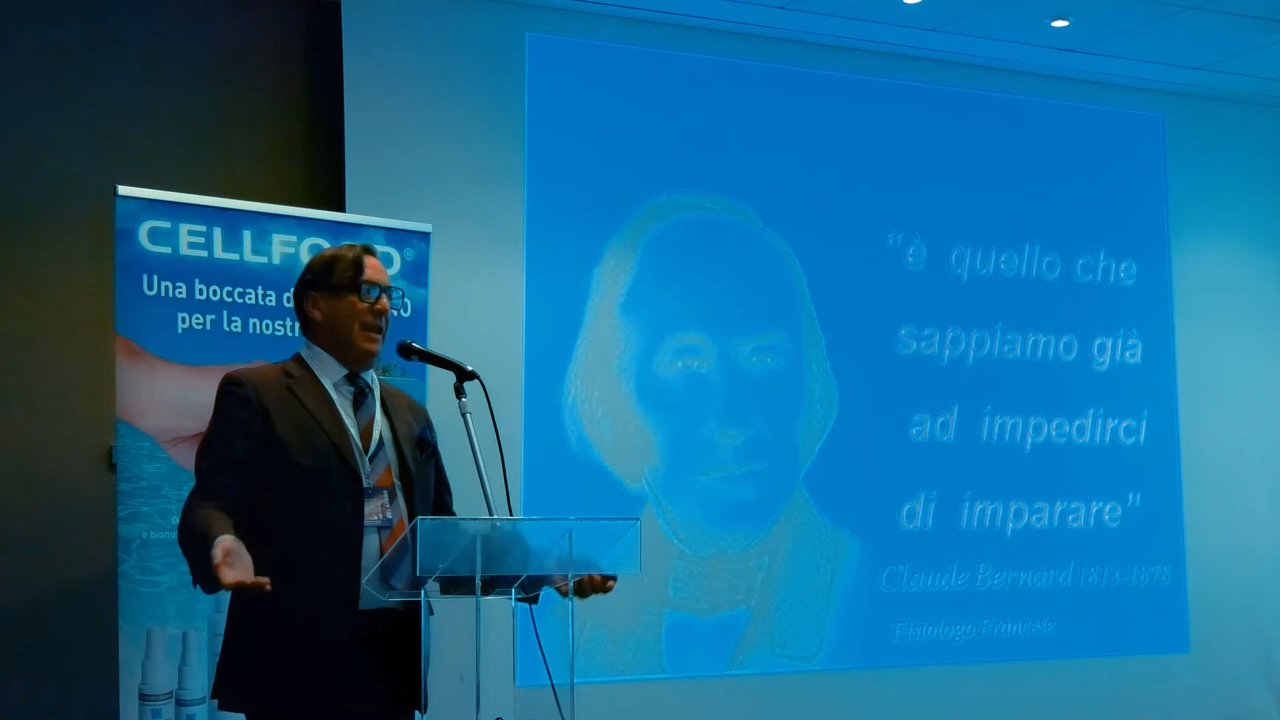 CELLFOOD®
Una boccata d
per la nostr
e bionu
“è quello che
sappiamo già
ad impedirci
di imparare”
Claude Bernard 1813-1878
Fisiologo Francese